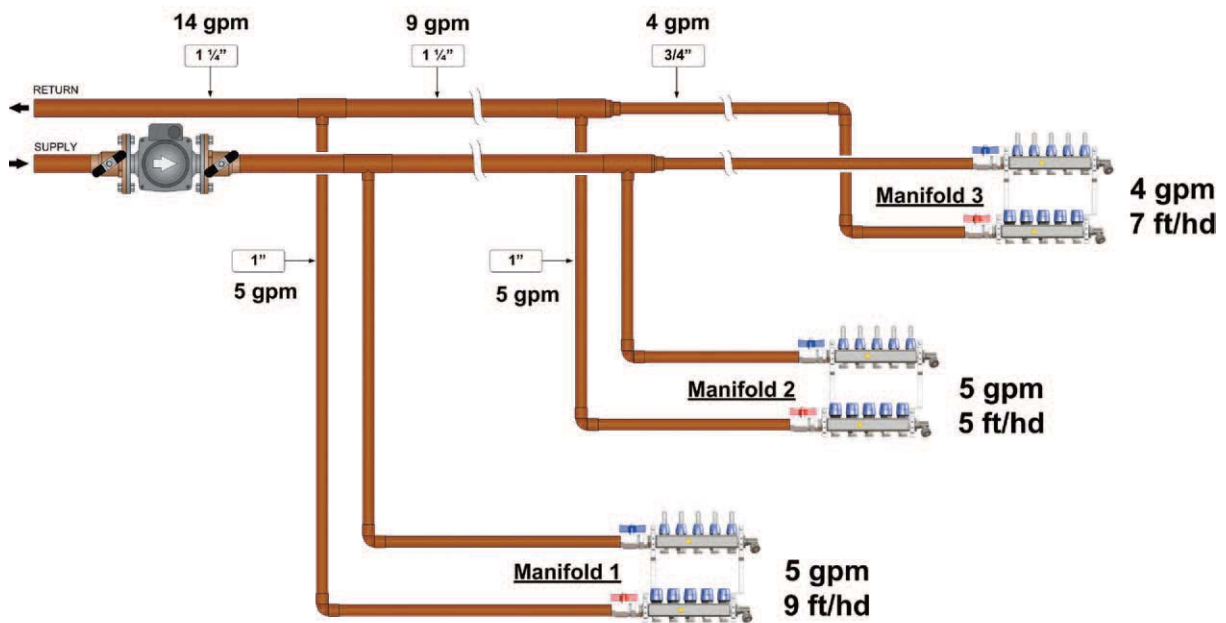 14 gpm
9 gpm
4 gpm
1 ¼”
1 ¼”
3/4”
RETURN
SUPPLY
Manifold 3
4 gpm
7 ft/hd
1”
5 gpm
1”
5 gpm
Manifold 2
5 gpm
5 ft/hd
Manifold 1
5 gpm
9 ft/hd